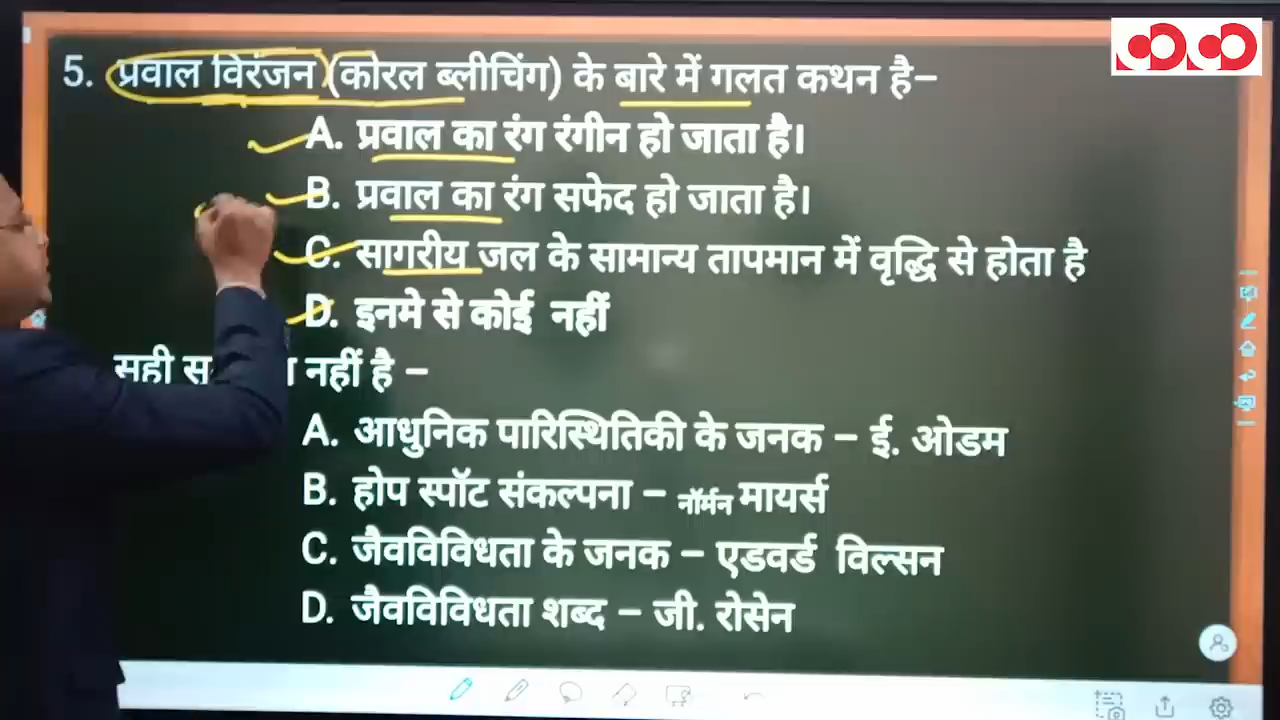 5. प्रवाल विरंजन (कोरल ब्लीचिंग) के बारे में गलत कथन है–
A. प्रवाल का रंग रंगीन हो जाता है।
B. प्रवाल का रंग सफेद हो जाता है।
C. सागरीय जल के सामान्य तापमान में वृद्धि से होता है
D. इनमे से कोई नहीं
सही नहीं है –
A. आधुनिक पारिस्थितिकी के जनक – ई. ओडम
B. होप स्पॉट संकल्पना – नॉर्मन मायर्स
C. जैवविविधता के जनक – एडवर्ड विल्सन
D. जैवविविधता शब्द – जी. रोसेन